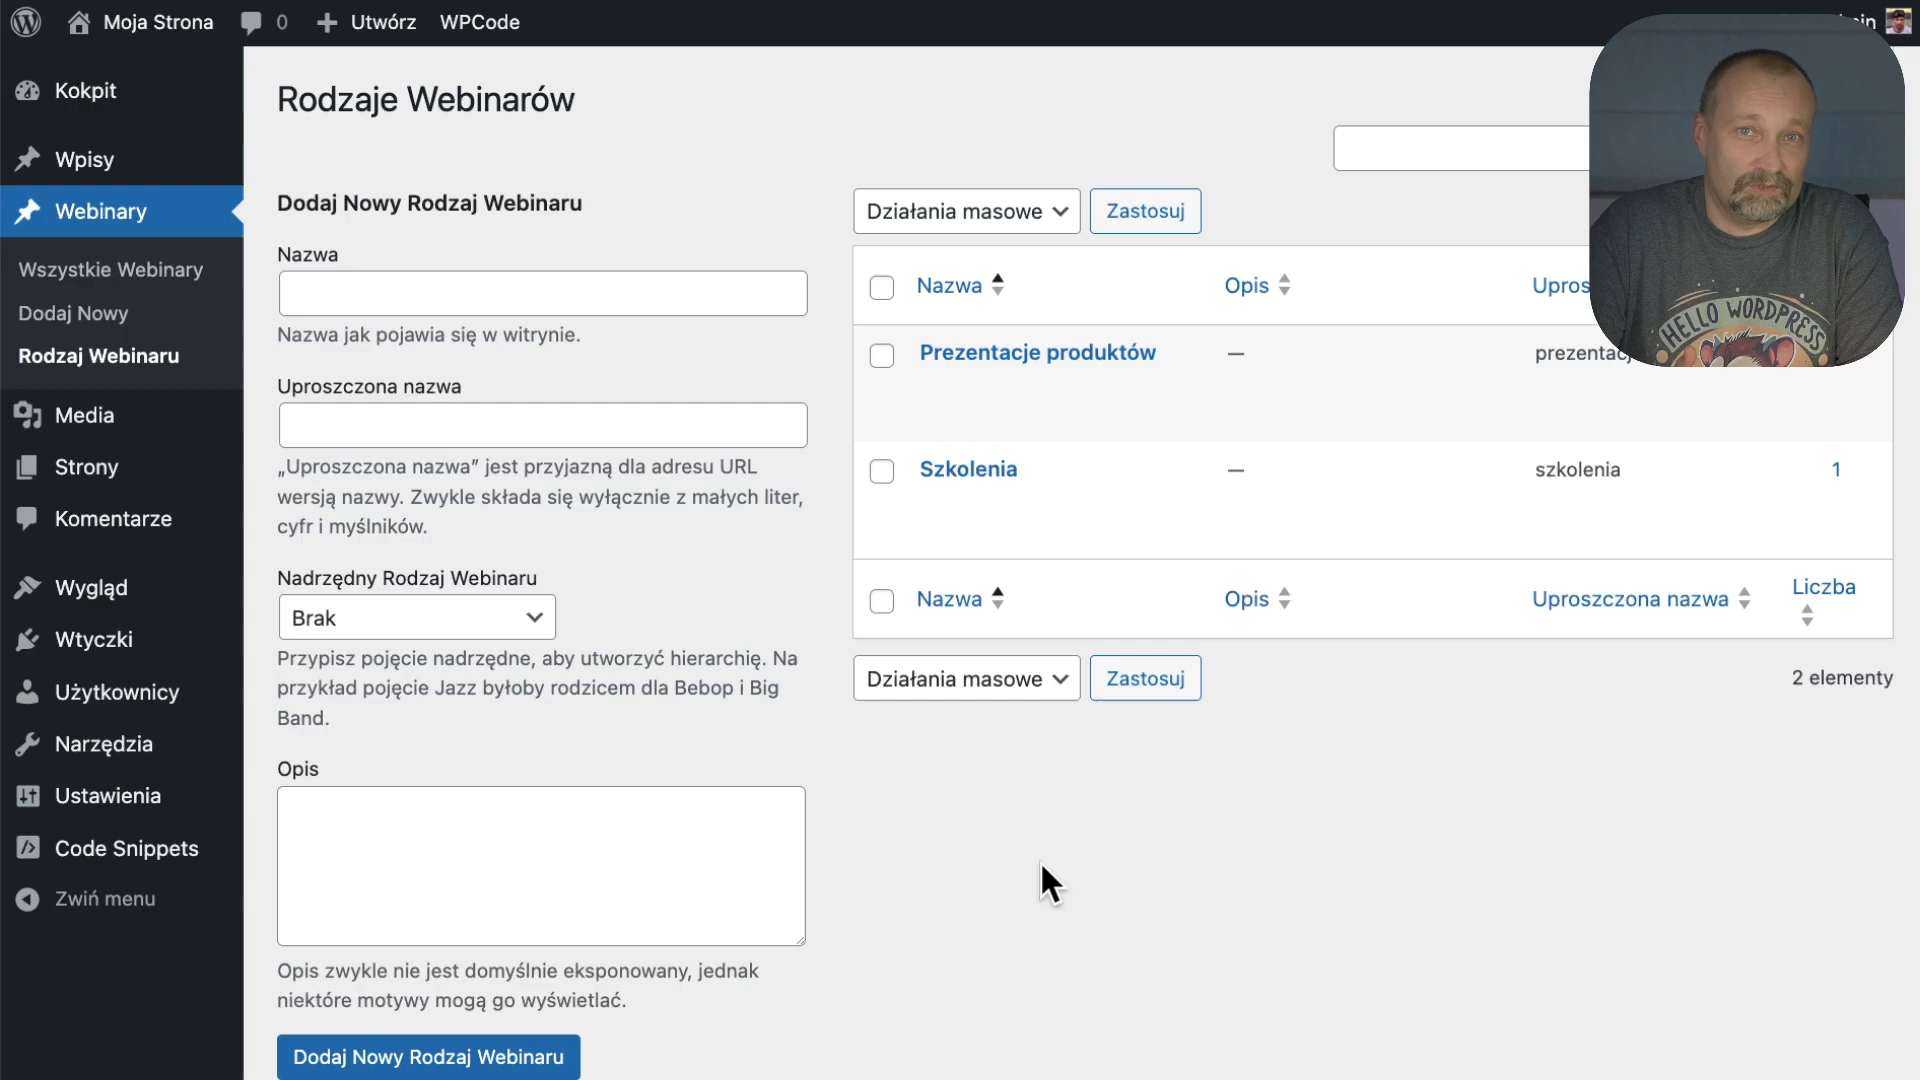 Moja Strona
0
Utwórz
WPCode
Kokpit
Wpisy
Webinary
Wszystkie Webinary
Dodaj Nowy
Rodzaj Webinaru
Media
Strony
Komentarze
Wygląd
Wtyczki
Użytkownicy
Narzędzia
Ustawienia
Code Snippets
Zwiń menu
Rodzaje Webinarów
Dodaj Nowy Rodzaj Webinaru
Nazwa
Nazwa jak pojawia się w witrynie.
Uproszczona nazwa
„Uproszczona nazwa” jest przyjazną dla adresu URL
wersją nazwy. Zwykle składa się wyłącznie z małych liter,
cyfr i myślników.
Nadrzędny Rodzaj Webinaru
Brak
Przypisz pojęcie nadrzędne, aby utworzyć hierarchię. Na
przykład pojęcie Jazz byłoby rodzicem dla Bebop i Big
Band.
Opis
Opis zwykle nie jest domyślnie eksponowany, jednak
niektóre motywy mogą go wyświetlać.
Dodaj Nowy Rodzaj Webinaru
Działania masowe
Zastosuj
Nazwa
Opis
Prezentacje produktów
—
Szkolenia
—
szkolenia
1
Nazwa
Opis
Uproszczona nazwa
Liczba
Działania masowe
Zastosuj
2 elementy
HELLO WORDPRESS